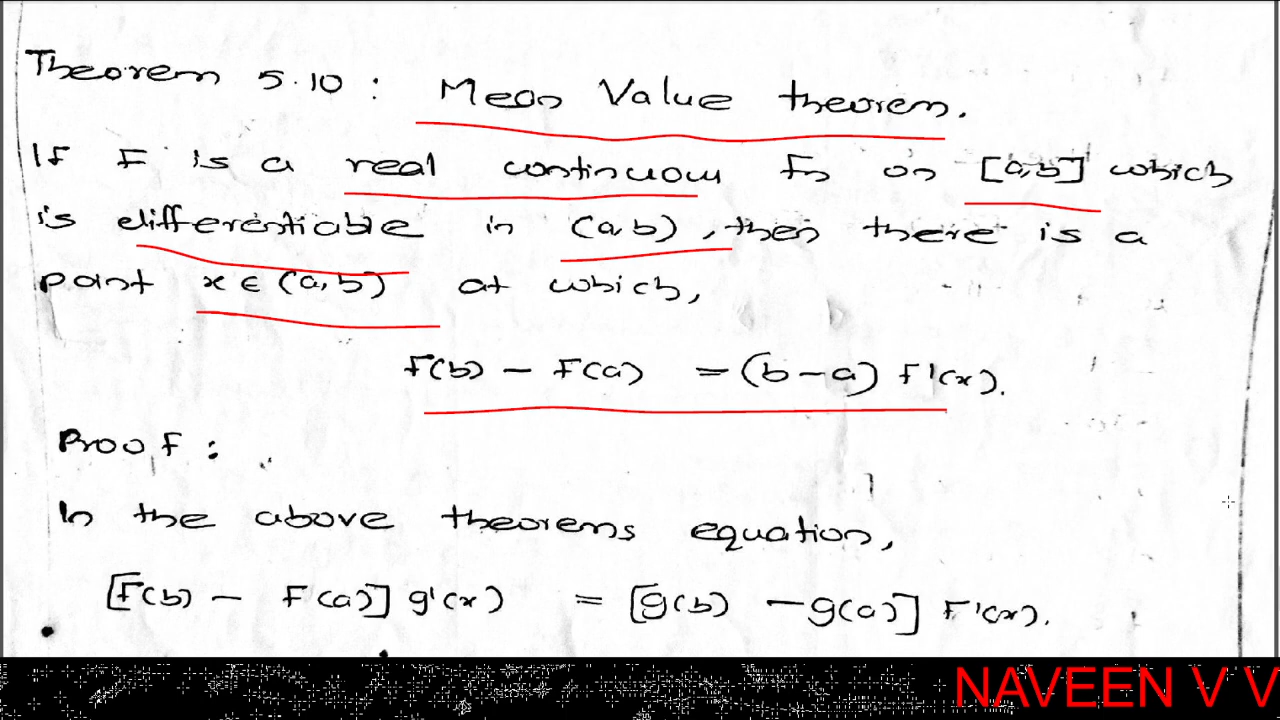 Theorem 5.10 : Mean Value theorem.
If F is a real continuous fn on [a,b] which
is differentiable in (a,b), then there is a
point x ∈ (a,b) at which,
f(b) - f(a) = (b-a) f'(x).
Proof :
In the above theorems equation,
[f(b) - f(a)] g'(x) = [g(b) - g(a)] f'(x).
NAVEEN V V